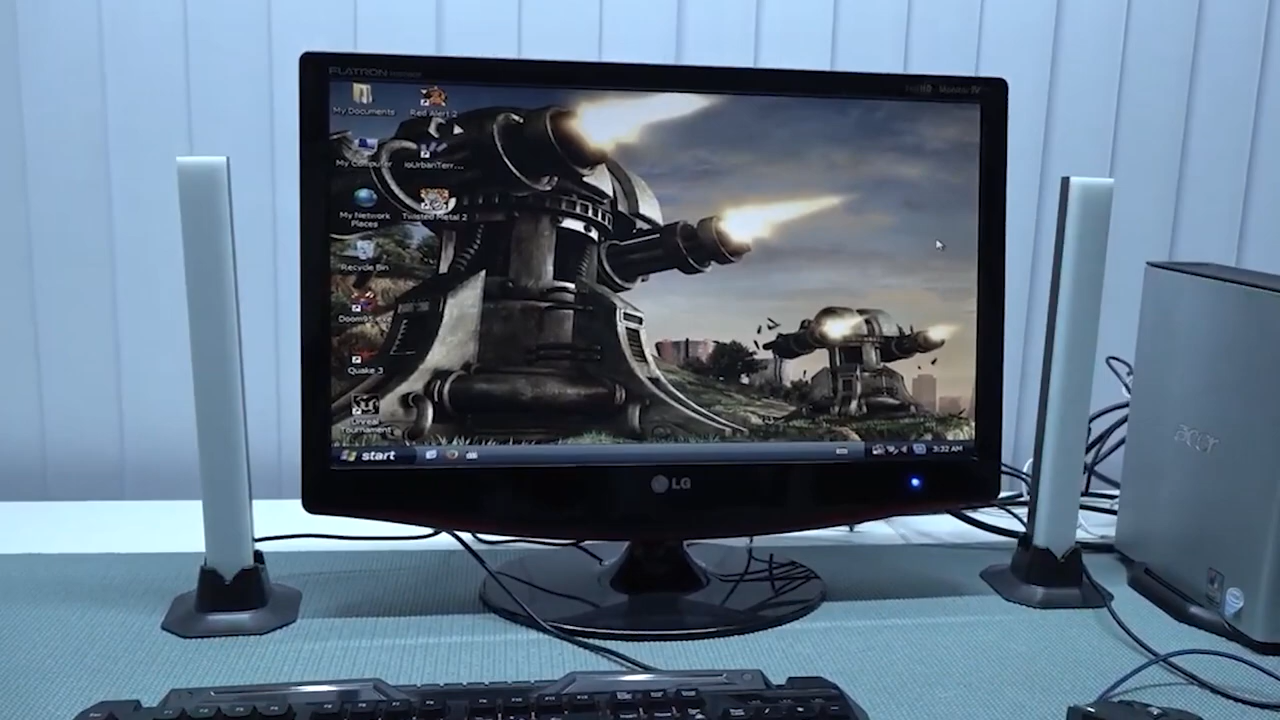 FLATRON
My Documents
Red Alert 2
My Computer
ioUrbanTerr...
My Network
Places
Twisted Metal 2
Recycle Bin
Doom95.exe
Quake 3
Unreal
Tournament
start
3:32 AM
LG
acer